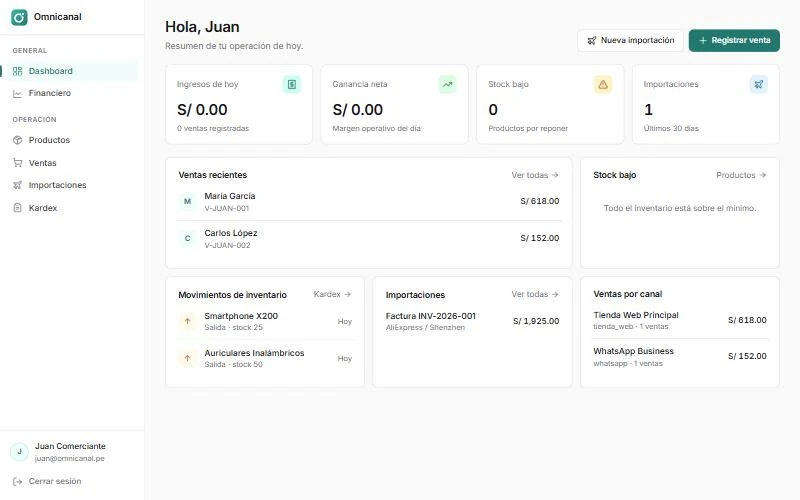 Omnicanal
GENERAL
Dashboard
Financiero
OPERACIÓN
Productos
Ventas
Importaciones
Kardex
J
Juan Comerciante
juan@omnicanal.pe
Cerrar sesión
Hola, Juan
Resumen de tu operación de hoy.
Nueva importación
+ Registrar venta
Ingresos de hoy
S/ 0.00
0 ventas registradas
Ganancia neta
S/ 0.00
Margen operativo del día
Stock bajo
0
Productos por reponer
Importaciones
1
Últimos 30 días
Ventas recientes
Ver todas →
M
María García
V-JUAN-001
S/ 618.00
C
Carlos López
V-JUAN-002
S/ 152.00
Stock bajo
Productos →
Todo el inventario está sobre el mínimo.
Movimientos de inventario
Kardex →
Smartphone X200
Salida · stock 25
Hoy
Auriculares Inalámbricos
Salida · stock 50
Hoy
Importaciones
Ver todas →
Factura INV-2026-001
AliExpress / Shenzhen
S/ 1,925.00
Ventas por canal
Tienda Web Principal
tienda_web · 1 ventas
S/ 618.00
WhatsApp Business
whatsapp · 1 ventas
S/ 152.00